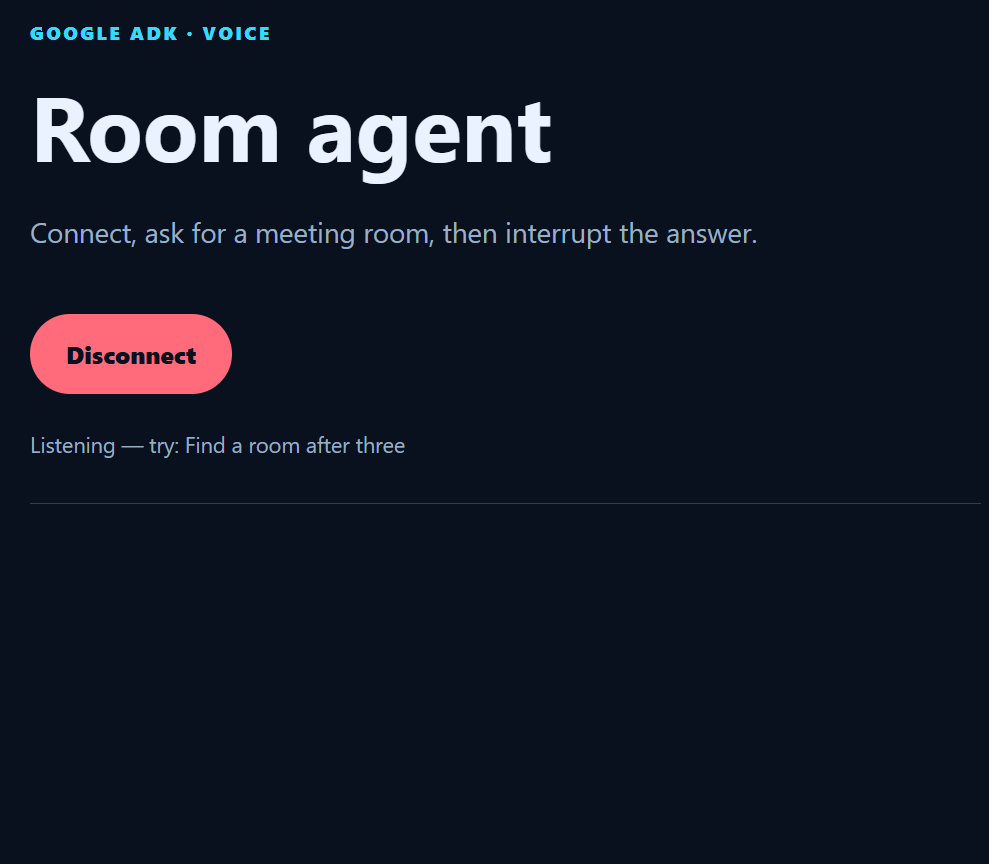 GOOGLE ADK · VOICE
Room agent
Connect, ask for a meeting room, then interrupt the answer.
Disconnect
Listening — try: Find a room after three